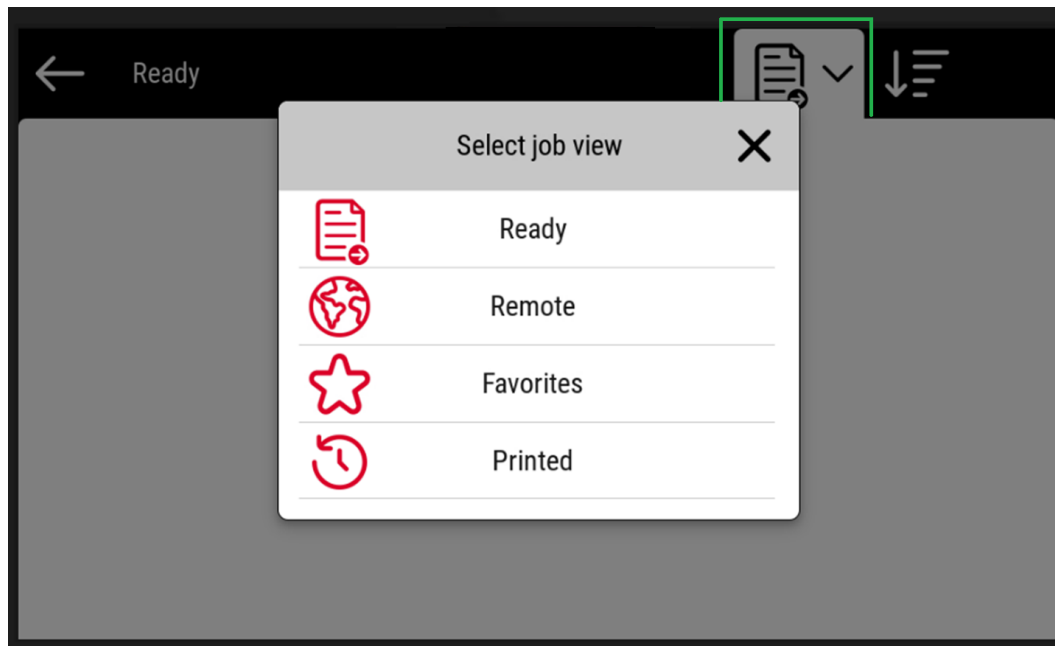 Ready
Select job view
Ready
Remote
Favorites
Printed